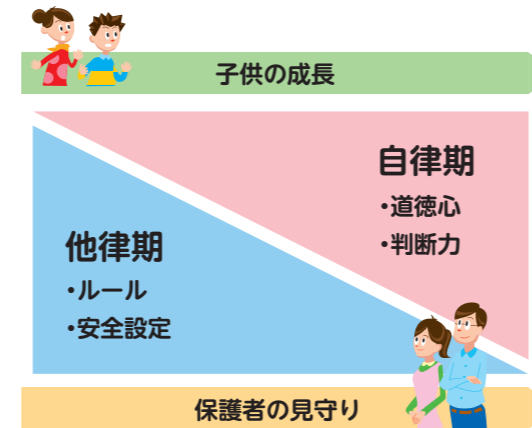 子供の成長
自律期
・道徳心
・判断力
他律期
・ルール
・安全設定
保護者の見守り